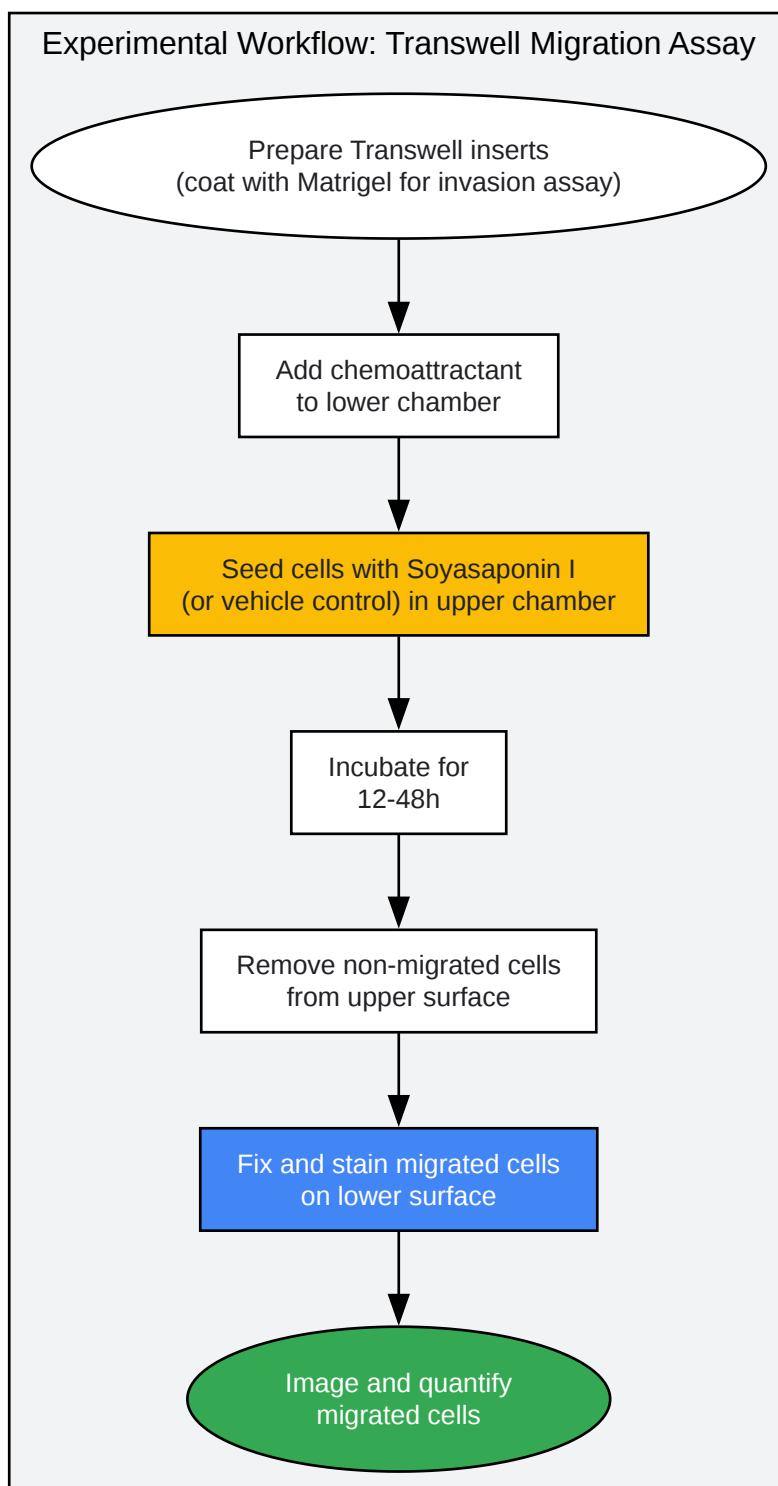 Experimental Workflow: Transwell Migration Assay
Prepare Transwell inserts
(coat with Matrigel for invasion assay)
Add chemoattractant
to lower chamber
Seed cells with Soyasaponin I
(or vehicle control) in upper chamber
Incubate for
12-48h
Remove non-migrated cells
from upper surface
Fix and stain migrated cells
on lower surface
Image and quantify
migrated cells